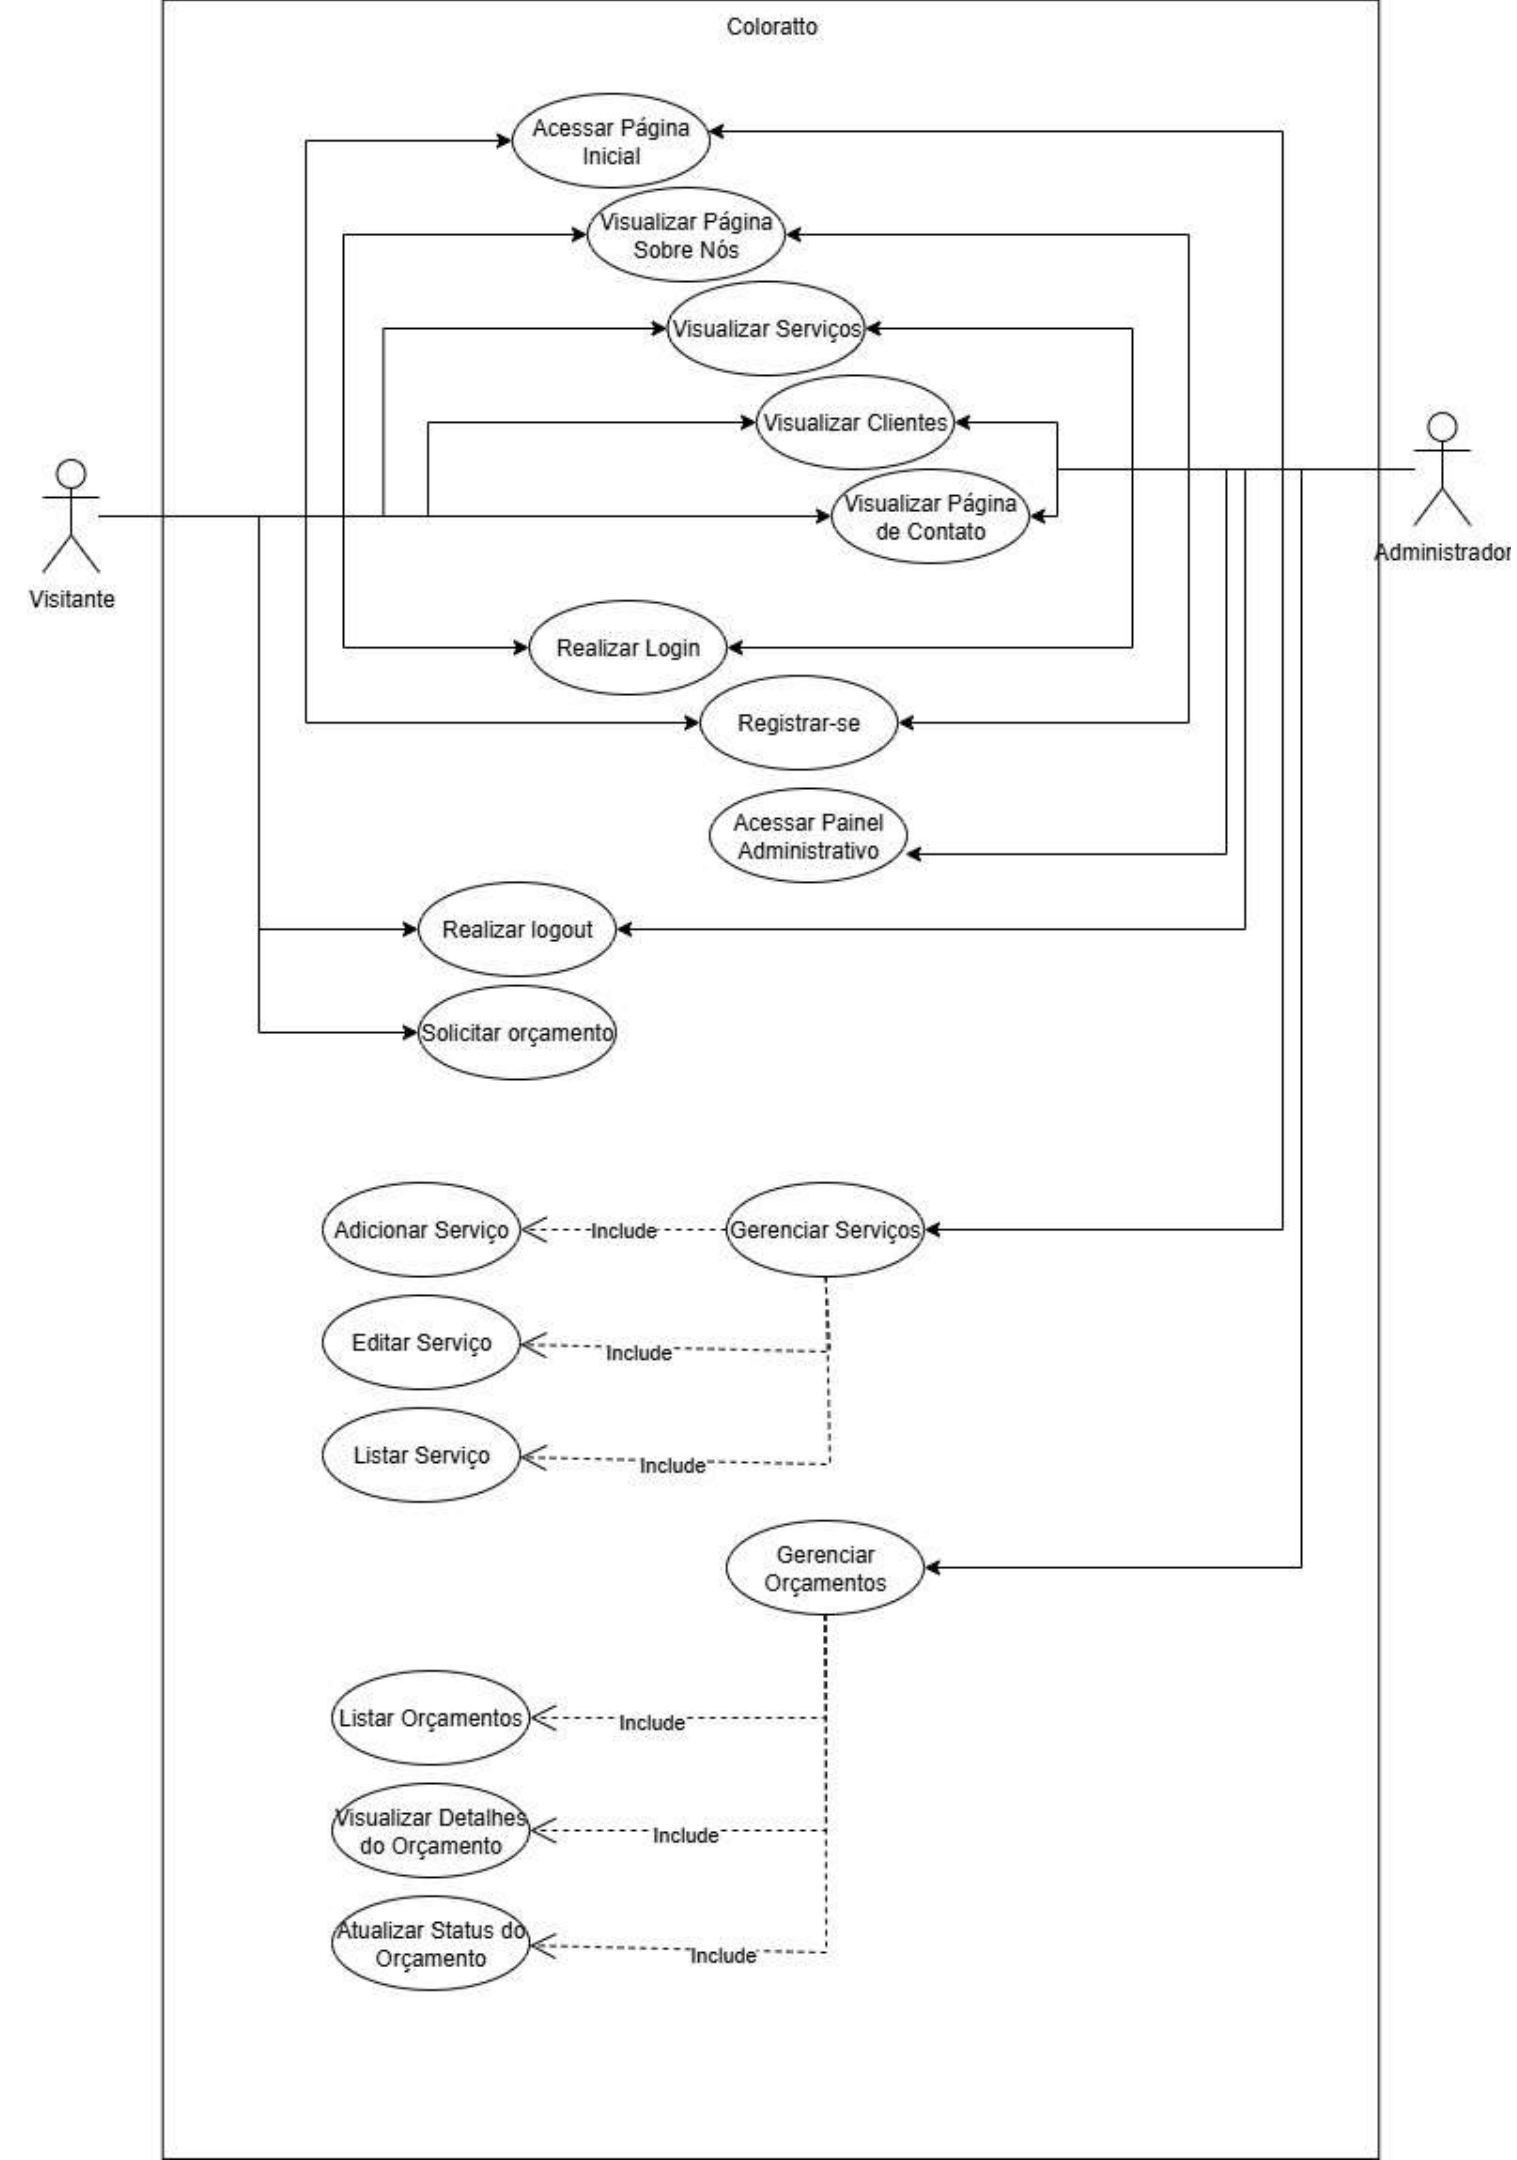 Coloratto
Acessar Página
Inicial
Visualizar Página
Sobre Nós
Visualizar Serviços
Visualizar Clientes
Visualizar Página
de Contato
Visitante
Administrador
Realizar Login
Registrar-se
Acessar Painel
Administrativo
Realizar logout
Solicitar orçamento
Adicionar Serviço
Include
Gerenciar Serviços
Editar Serviço
Include
Listar Serviço
Include
Gerenciar
Orçamentos
Listar Orçamentos
Include
Visualizar Detalhes
do Orçamento
Include
Atualizar Status do
Orçamento
Include